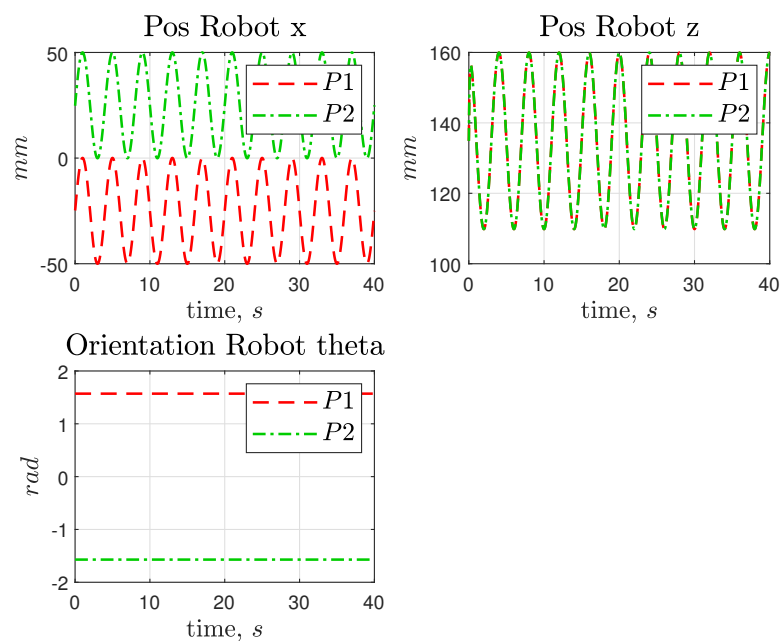 Pos Robot x
50
0
-50
mm
P1
P2
0 10 20 30 40
time, s
Pos Robot z
160
140
120
100
mm
P1
P2
0 10 20 30 40
time, s
Orientation Robot theta
2
1
0
-1
-2
rad
P1
P2
0 10 20 30 40
time, s